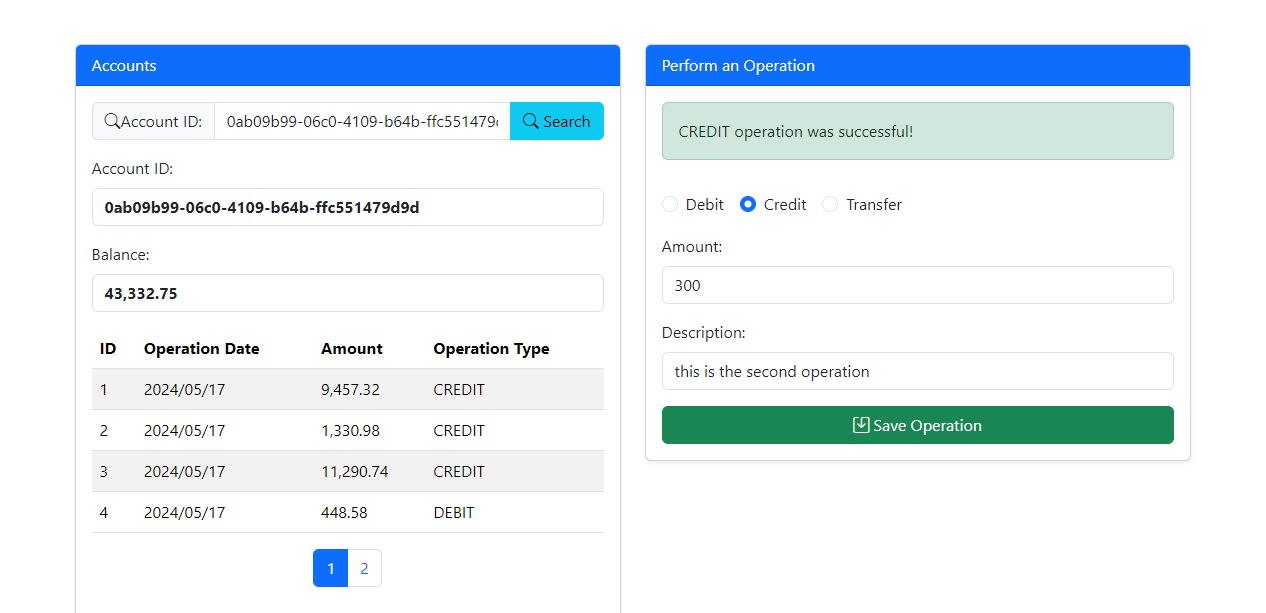 Accounts
Account ID: 0ab09b99-06c0-4109-b64b-ffc551479 Search
Account ID:
0ab09b99-06c0-4109-b64b-ffc551479d9d
Balance:
43,332.75
ID Operation Date Amount Operation Type
1 2024/05/17 9,457.32 CREDIT
2 2024/05/17 1,330.98 CREDIT
3 2024/05/17 11,290.74 CREDIT
4 2024/05/17 448.58 DEBIT
1 2
Perform an Operation
CREDIT operation was successful!
Debit Credit Transfer
Amount:
300
Description:
this is the second operation
Save Operation